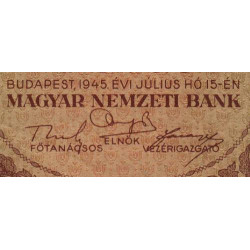 BUDAPEST, 1945. ÉVI JÚLIUS HÓ 15-ÉN
MAGYAR NEMZETI BANK
FŐTANÁCSOS ELNÖK VEZÉRIGAZGATÓ